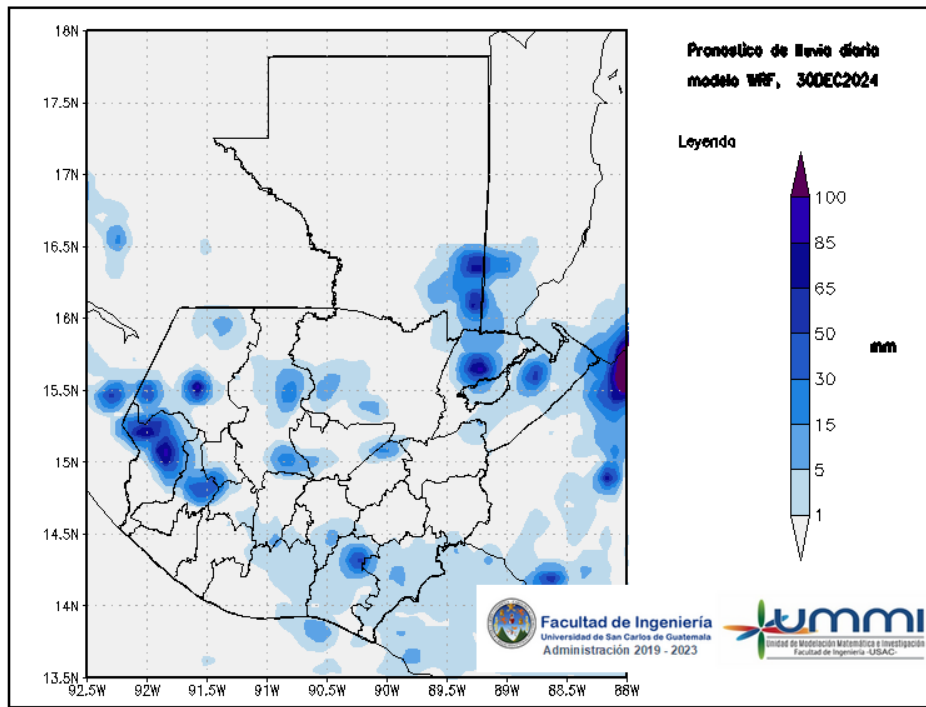 18N
17.5N
17N
16.5N
16N
15.5N
15N
14.5N
14N
13.5N
92.5W
92W
91.5W
91W
90.5W
90W
89.5W
89W
88.5W
88W
Pronostico de lluvia diaria
modelo WRF, 30DEC2024
Leyenda
100
85
65
50
30
15
5
1
mm
Facultad de Ingeniería
Universidad de San Carlos de Guatemala
Administración 2019 - 2023
UMMI
Unidad de Modelación Matemática e Investigación
Facultad de Ingeniería -USAC-